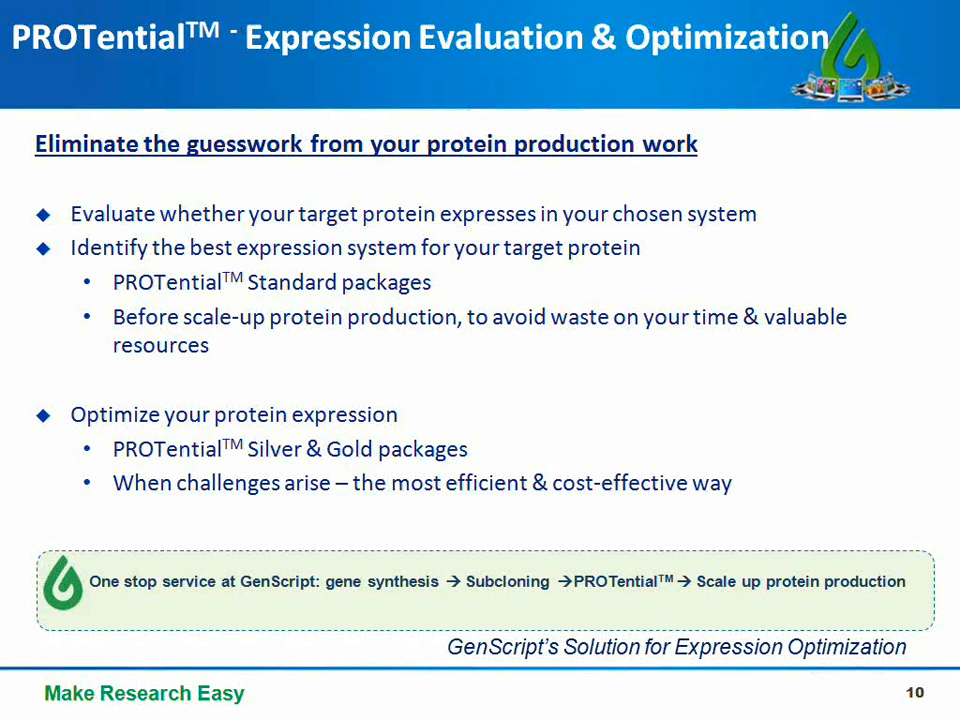 PROTential™ - Expression Evaluation & Optimization
Eliminate the guesswork from your protein production work
◆ Evaluate whether your target protein expresses in your chosen system
◆ Identify the best expression system for your target protein
• PROTential™ Standard packages
• Before scale-up protein production, to avoid waste on your time & valuable
resources
◆ Optimize your protein expression
• PROTential™ Silver & Gold packages
• When challenges arise – the most efficient & cost-effective way
One stop service at GenScript: gene synthesis → Subcloning →PROTential™ → Scale up protein production
GenScript's Solution for Expression Optimization
Make Research Easy
10